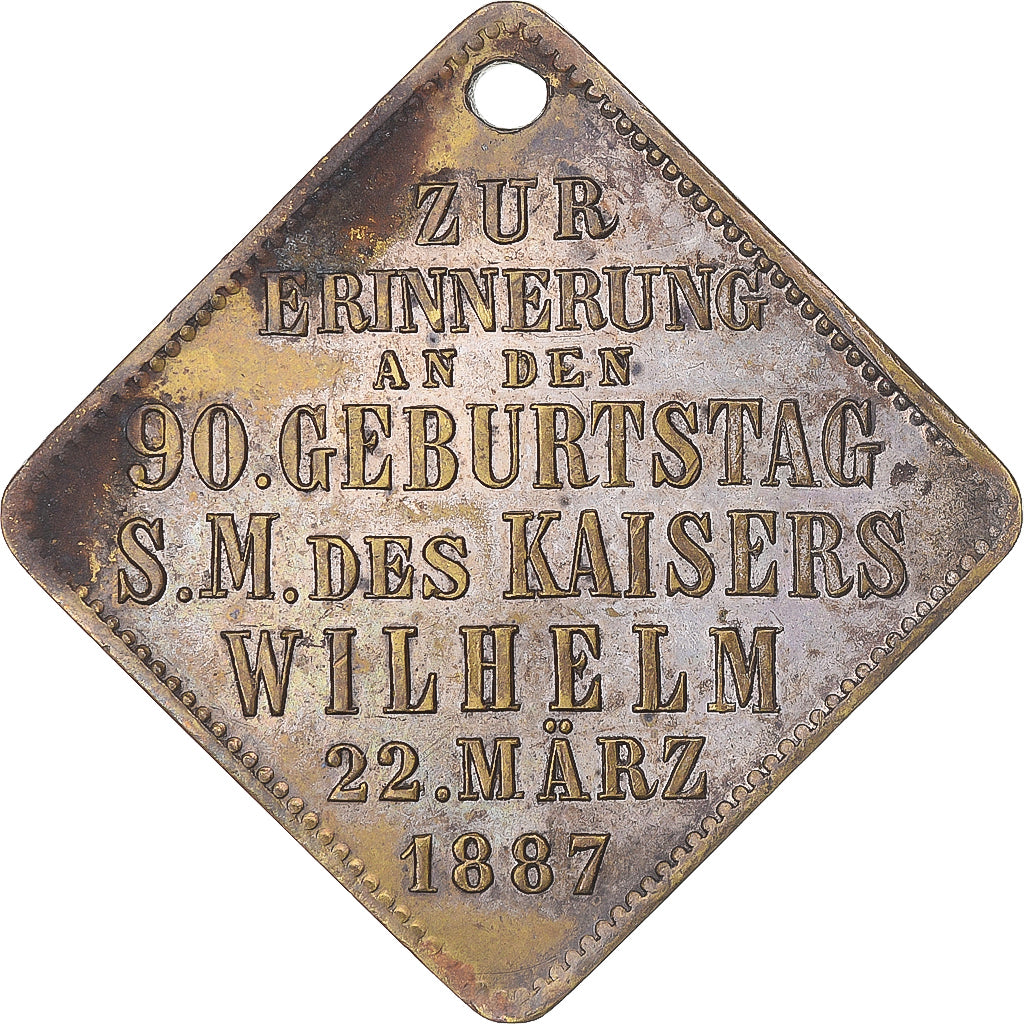 ZUR
ERINNERUNG
AN DEN
90. GEBURTSTAG
S. M. DES KAISERS
WILHELM
22. MÄRZ
1887